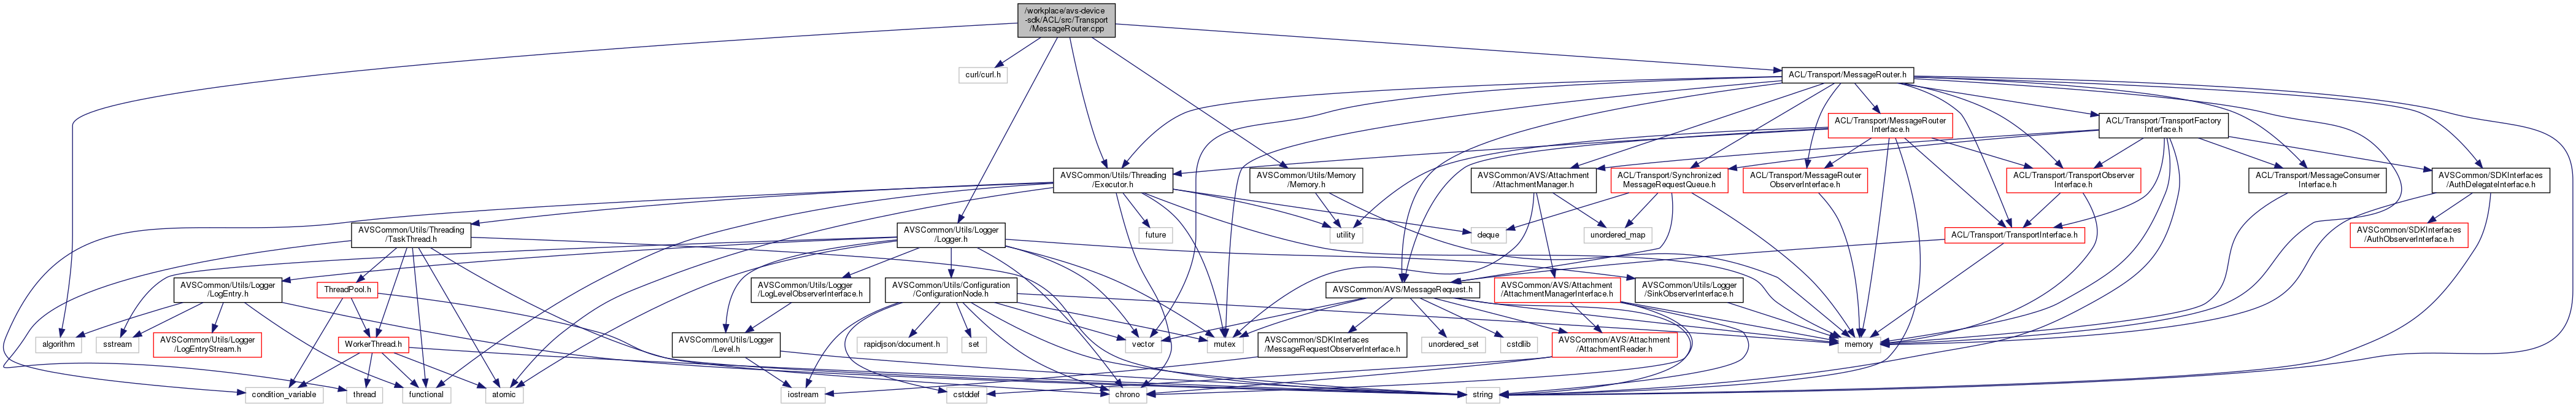 /workplace/avs-device
-sdk/ACL/src/Transport
/MessageRouter.cpp
curl/curl.h
ACL/Transport/MessageRouter.h
ACL/Transport/MessageRouter
Interface.h
ACL/Transport/TransportFactory
Interface.h
AVSCommon/Utils/Threading
/Executor.h
AVSCommon/Utils/Memory
/Memory.h
AVSCommon/AVS/Attachment
/AttachmentManager.h
ACL/Transport/Synchronized
MessageRequestQueue.h
ACL/Transport/MessageRouter
ObserverInterface.h
ACL/Transport/TransportObserver
Interface.h
ACL/Transport/MessageConsumer
Interface.h
AVSCommon/SDKInterfaces
/AuthDelegateInterface.h
AVSCommon/Utils/Threading
/TaskThread.h
AVSCommon/Utils/Logger
/Logger.h
future
utility
deque
unordered_map
ACL/Transport/TransportInterface.h
AVSCommon/SDKInterfaces
/AuthObserverInterface.h
AVSCommon/Utils/Logger
/LogEntry.h
ThreadPool.h
AVSCommon/Utils/Logger
/LogLevelObserverInterface.h
AVSCommon/Utils/Configuration
/ConfigurationNode.h
AVSCommon/AVS/MessageRequest.h
AVSCommon/AVS/Attachment
/AttachmentManagerInterface.h
AVSCommon/Utils/Logger
/SinkObserverInterface.h
algorithm
sstream
AVSCommon/Utils/Logger
/LogEntryStream.h
WorkerThread.h
AVSCommon/Utils/Logger
/Level.h
rapidjson/document.h
set
vector
mutex
AVSCommon/SDKInterfaces
/MessageRequestObserverInterface.h
unordered_set
cstdlib
AVSCommon/AVS/Attachment
/AttachmentReader.h
memory
condition_variable
thread
functional
atomic
iostream
cstddef
chrono
string